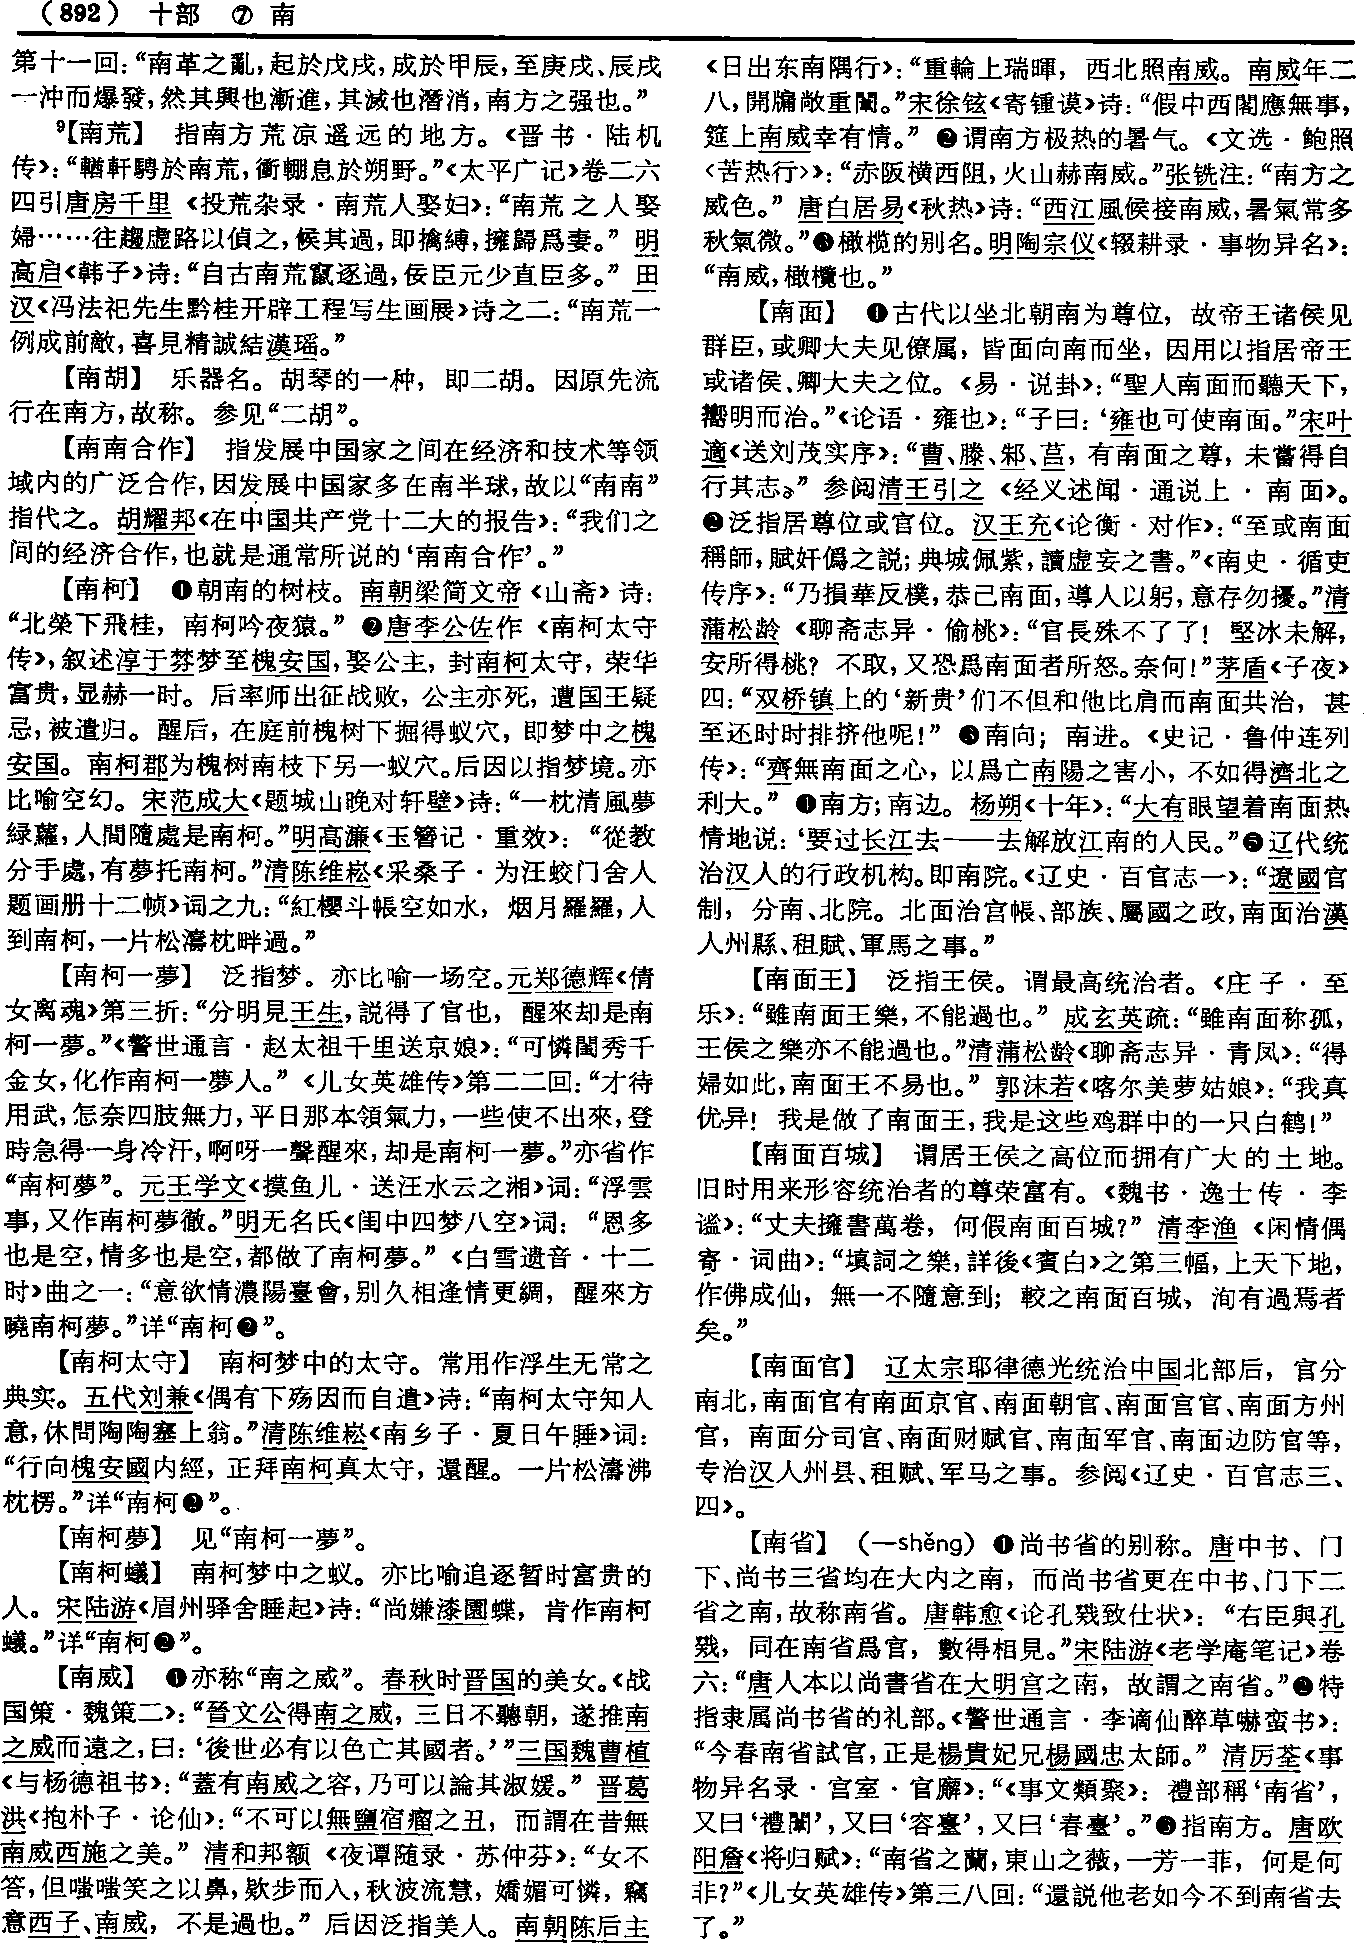 （892） 十部 ⑦ 南
第十一回：“南革之亂，起於戊戌，成於甲辰，至庚戌、辰戌
一沖而爆發，然其興也漸進，其滅也潛消，南方之强也。”
⁹【南荒】 指南方荒凉遥远的地方。《晋书·陆机
传》：“輶軒騁於南荒，衝輣息於朔野。”《太平广记》卷二六
四引唐房千里《投荒杂录·南荒人娶妇》：“南荒之人娶
婦……往趨虚路以偵之，候其過，即擒縛，擁歸爲妻。” 明
高启《韩子》诗：“自古南荒竄逐過，佞臣元少直臣多。” 田
汉《冯法祀先生黔桂开辟工程写生画展》诗之二：“南荒一
例成前敵，喜見精誠結漢瑶。”
【南胡】 乐器名。胡琴的一种，即二胡。因原先流
行在南方，故称。参见“二胡”。
【南南合作】 指发展中国家之间在经济和技术等领
域内的广泛合作，因发展中国家多在南半球，故以“南南”
指代之。胡耀邦《在中国共产党十二大的报告》：“我们之
间的经济合作，也就是通常所说的‘南南合作’。”
【南柯】 ❶朝南的树枝。南朝梁简文帝《山斋》诗：
“北榮下飛桂，南柯吟夜猿。” ❷唐李公佐作《南柯太守
传》，叙述淳于棼梦至槐安国，娶公主，封南柯太守，荣华
富贵，显赫一时。后率师出征战败，公主亦死，遭国王疑
忌，被遣归。醒后，在庭前槐树下掘得蚁穴，即梦中之槐
安国。南柯郡为槐树南枝下另一蚁穴。后因以指梦境。亦
比喻空幻。宋范成大《题城山晚对轩壁》诗：“一枕清風夢
緑蘿，人間隨處是南柯。”明高濂《玉簪记·重效》：“從教
分手處，有夢托南柯。”清陈维崧《采桑子·为汪蛟门舍人
题画册十二帧》词之九：“紅樱斗帳空如水，烟月羅羅，人
到南柯，一片松濤枕畔過。”
【南柯一夢】 泛指梦。亦比喻一场空。元郑德辉《倩
女离魂》第三折：“分明見王生，説得了官也，醒來却是南
柯一夢。”《警世通言·赵太祖千里送京娘》：“可憐閨秀千
金女，化作南柯一夢人。”《儿女英雄传》第二二回：“才待
用武，怎奈四肢無力，平日那本領氣力，一些使不出來，登
時急得一身冷汗，啊呀一聲醒來，却是南柯一夢。”亦省作
“南柯夢”。元王学文《摸鱼儿·送汪水云之湘》词：“浮雲
事，又作南柯夢徹。”明无名氏《闺中四梦八空》词：“恩多
也是空，情多也是空，都做了南柯夢。”《白雪遗音·十二
时》曲之一：“意欲情濃陽臺會，别久相逢情更綢，醒來方
曉南柯夢。”详“南柯❷”。
【南柯太守】 南柯梦中的太守。常用作浮生无常之
典实。五代刘兼《偶有下殇因而自遣》诗：“南柯太守知人
意，休問陶陶塞上翁。”清陈维崧《南乡子·夏日午睡》词：
“行向槐安國内經，正拜南柯真太守，還醒。一片松濤沸
枕楞。”详“南柯❷”。
【南柯夢】 见“南柯一夢”。
【南柯蟻】 南柯梦中之蚁。亦比喻追逐暂时富贵的
人。宋陆游《眉州驿舍睡起》诗：“尚嫌漆園蝶，肯作南柯
蟻。”详“南柯❷”。
【南威】 ❶亦称“南之威”。春秋时晋国的美女。《战
国策·魏策二》：“晉文公得南之威，三日不聽朝，遂推南
之威而遠之，曰：‘後世必有以色亡其國者。’”三国魏曹植
《与杨德祖书》：“蓋有南威之容，乃可以論其淑媛。” 晋葛
洪《抱朴子·论仙》：“不可以無鹽宿瘤之丑，而謂在昔無
南威西施之美。” 清和邦额《夜谭随录·苏仲芬》：“女不
答，但嗤嗤笑之以鼻，欵步而入，秋波流慧，嬌媚可憐，竊
意西子、南威，不是過也。” 后因泛指美人。南朝陈后主
《日出东南隅行》：“重輪上瑞暉，西北照南威。南威年二
八，開牖敞重闈。”宋徐铉《寄锺谟》诗：“假中西閣應無事，
筵上南威幸有情。” ❷谓南方极热的暑气。《文选·鲍照
〈苦热行〉》：“赤阪横西阻，火山赫南威。”张铣注：“南方之
威色。” 唐白居易《秋热》诗：“西江風候接南威，暑氣常多
秋氣微。”❸橄榄的别名。明陶宗仪《辍耕录·事物异名》：
“南威，橄欖也。”
【南面】 ❶古代以坐北朝南为尊位，故帝王诸侯见
群臣，或卿大夫见僚属，皆面向南而坐，因用以指居帝王
或诸侯、卿大夫之位。《易·说卦》：“聖人南面而聽天下，
嚮明而治。”《论语·雍也》：“子曰：‘雍也可使南面。”宋叶
適《送刘茂实序》：“曹、滕、邾、莒，有南面之尊，未嘗得自
行其志。” 参阅清王引之《经义述闻·通说上·南面》。
❷泛指居尊位或官位。汉王充《论衡·对作》：“至或南面
稱師，賦奸僞之説；典城佩紫，讀虚妄之書。”《南史·循吏
传序》：“乃損華反樸，恭己南面，導人以躬，意存勿擾。”清
蒲松龄《聊斋志异·偷桃》：“官長殊不了了！堅冰未解，
安所得桃？不取，又恐爲南面者所怒。奈何！”茅盾《子夜》
四：“双桥镇上的‘新贵’们不但和他比肩而南面共治，甚
至还时时排挤他呢！” ❸南向；南进。《史记·鲁仲连列
传》：“齊無南面之心，以爲亡南陽之害小，不如得濟北之
利大。” ❹南方；南边。杨朔《十年》：“大有眼望着南面热
情地说：‘要过长江去——去解放江南的人民。”❺辽代统
治汉人的行政机构。即南院。《辽史·百官志一》：“遼國官
制，分南、北院。北面治宫帳、部族、屬國之政，南面治漢
人州縣、租賦、軍馬之事。”
【南面王】 泛指王侯。谓最高统治者。《庄子·至
乐》：“雖南面王樂，不能過也。” 成玄英疏：“雖南面称孤，
王侯之樂亦不能過也。”清蒲松龄《聊斋志异·青凤》：“得
婦如此，南面王不易也。” 郭沫若《喀尔美萝姑娘》：“我真
优异！我是做了南面王，我是这些鸡群中的一只白鹤！”
【南面百城】 谓居王侯之高位而拥有广大的土地。
旧时用来形容统治者的尊荣富有。《魏书·逸士传·李
谧》：“丈夫擁書萬卷，何假南面百城？” 清李渔《闲情偶
寄·词曲》：“填詞之樂，詳後《賓白》之第三幅，上天下地，
作佛成仙，無一不隨意到；較之南面百城，洵有過焉者
矣。”
【南面官】 辽太宗耶律德光统治中国北部后，官分
南北，南面官有南面京官、南面朝官、南面宫官、南面方州
官，南面分司官、南面财赋官、南面军官、南面边防官等，
专治汉人州县、租赋、军马之事。参阅《辽史·百官志三、
四》。
【南省】（—shěng）❶尚书省的别称。唐中书、门
下、尚书三省均在大内之南，而尚书省更在中书、门下二
省之南，故称南省。唐韩愈《论孔戣致仕状》：“右臣與孔
戣，同在南省爲官，數得相見。”宋陆游《老学庵笔记》卷
六：“唐人本以尚書省在大明宫之南，故謂之南省。”❷特
指隶属尚书省的礼部。《警世通言·李谪仙醉草嚇蛮书》：
“今春南省試官，正是楊貴妃兄楊國忠太師。” 清厉荃《事
物异名录·宫室·官廨》：“《事文類聚》：禮部稱‘南省’，
又曰‘禮闈’，又曰‘容臺’，又曰‘春臺’。”❸指南方。唐欧
阳詹《将归赋》：“南省之蘭，東山之薇，一芳一菲，何是何
非？”《儿女英雄传》第三八回：“還説他老如今不到南省去
了。”